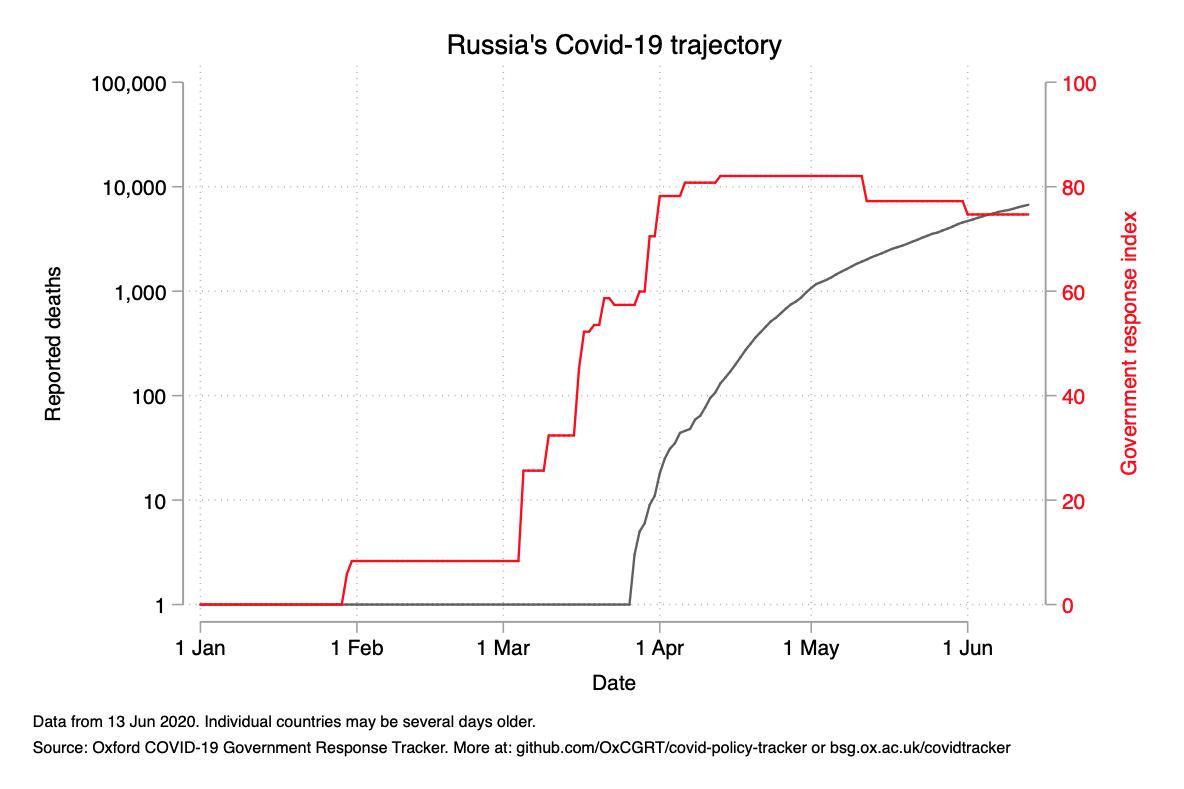 Russia's Covid-19 trajectory
100,000
10,000
1,000
100
10
1
Reported deaths
100
80
60
40
20
0
Government response index
1 Jan 1 Feb 1 Mar 1 Apr 1 May 1 Jun
Date
Data from 13 Jun 2020. Individual countries may be several days older.
Source: Oxford COVID-19 Government Response Tracker. More at: github.com/OxCGRT/covid-policy-tracker or bsg.ox.ac.uk/covidtracker